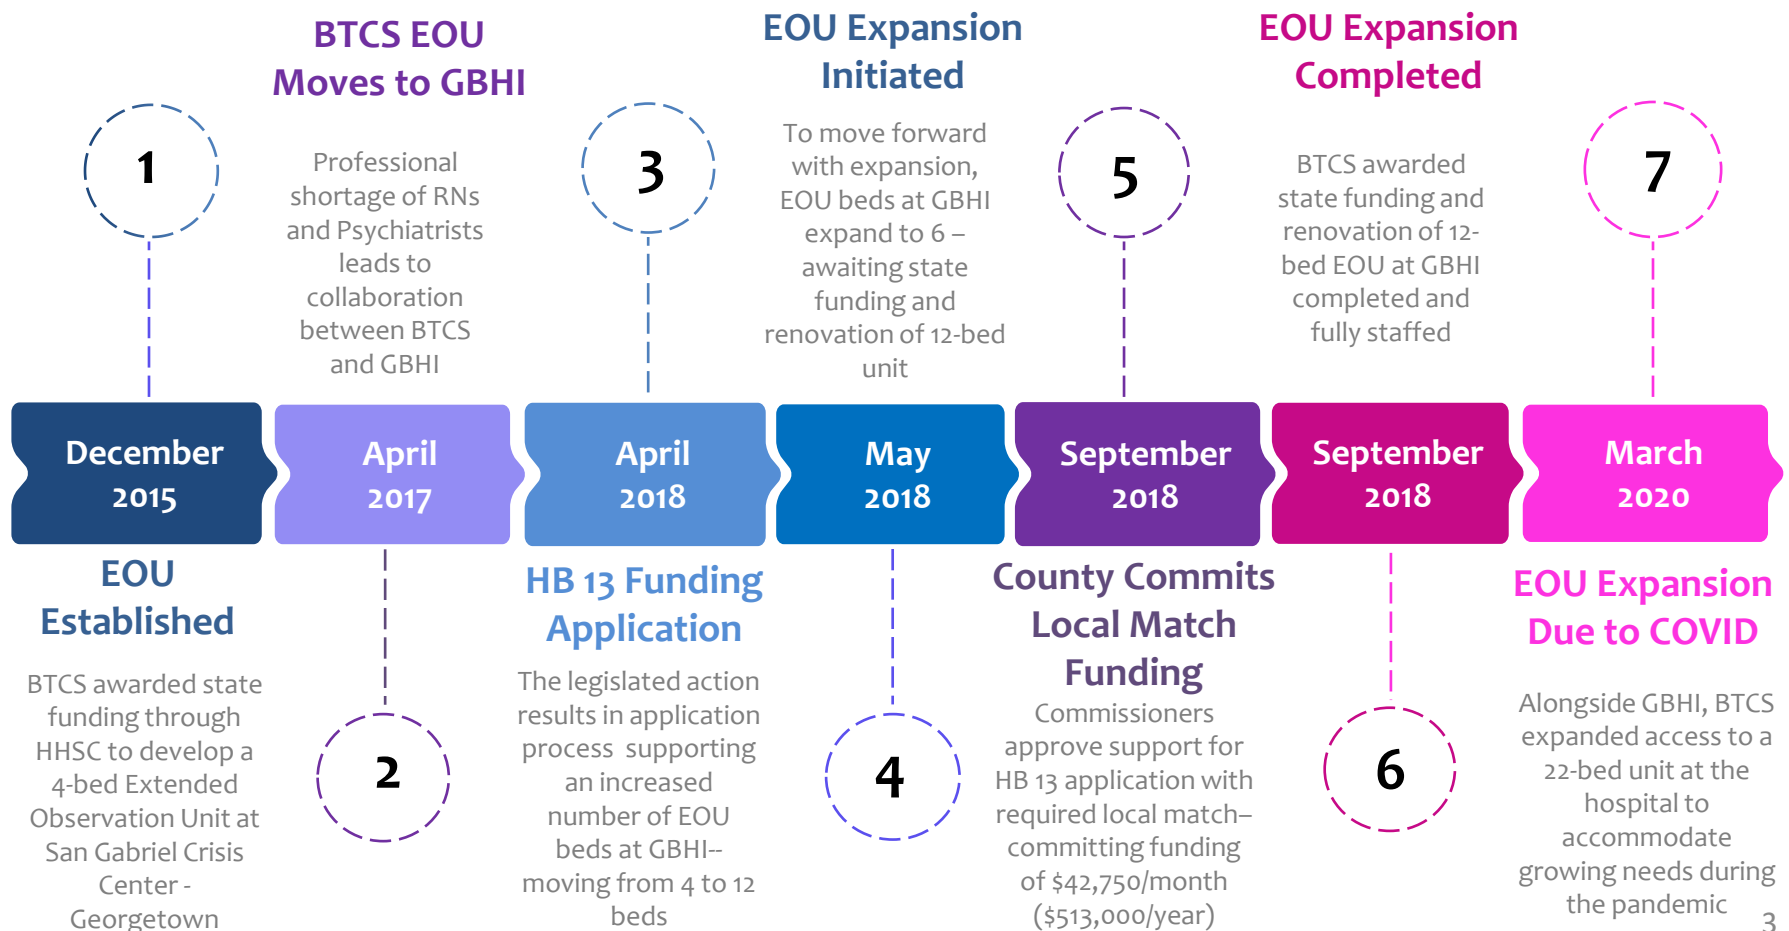 1
December
2015
EOU
Established
BTCS awarded state
funding through
HHSC to develop a
4-bed Extended
Observation Unit at
San Gabriel Crisis
Center -
Georgetown
BTCS EOU
Moves to GBHI
Professional
shortage of RNs
and Psychiatrists
leads to
collaboration
between BTCS
and GBHI
April
2017
2
3
April
2018
HB 13 Funding
Application
The legislated action
results in application
process  supporting
an increased
number of EOU
beds at GBHI--
moving from 4 to 12
beds
EOU Expansion
Initiated
To move forward
with expansion,
EOU beds at GBHI
expand to 6 –
awaiting state
funding and
renovation of 12-bed
unit
May
2018
4
5
September
2018
County Commits
Local Match
Funding
Commissioners
approve support for
HB 13 application with
required local match–
committing funding
of $42,750/month
($513,000/year)
EOU Expansion
Completed
BTCS awarded
state funding and
renovation of 12-
bed EOU at GBHI
completed and
fully staffed
September
2018
6
7
March
2020
EOU Expansion
Due to COVID
Alongside GBHI, BTCS
expanded access to a
22-bed unit at the
hospital to
accommodate
growing needs during
the pandemic
3